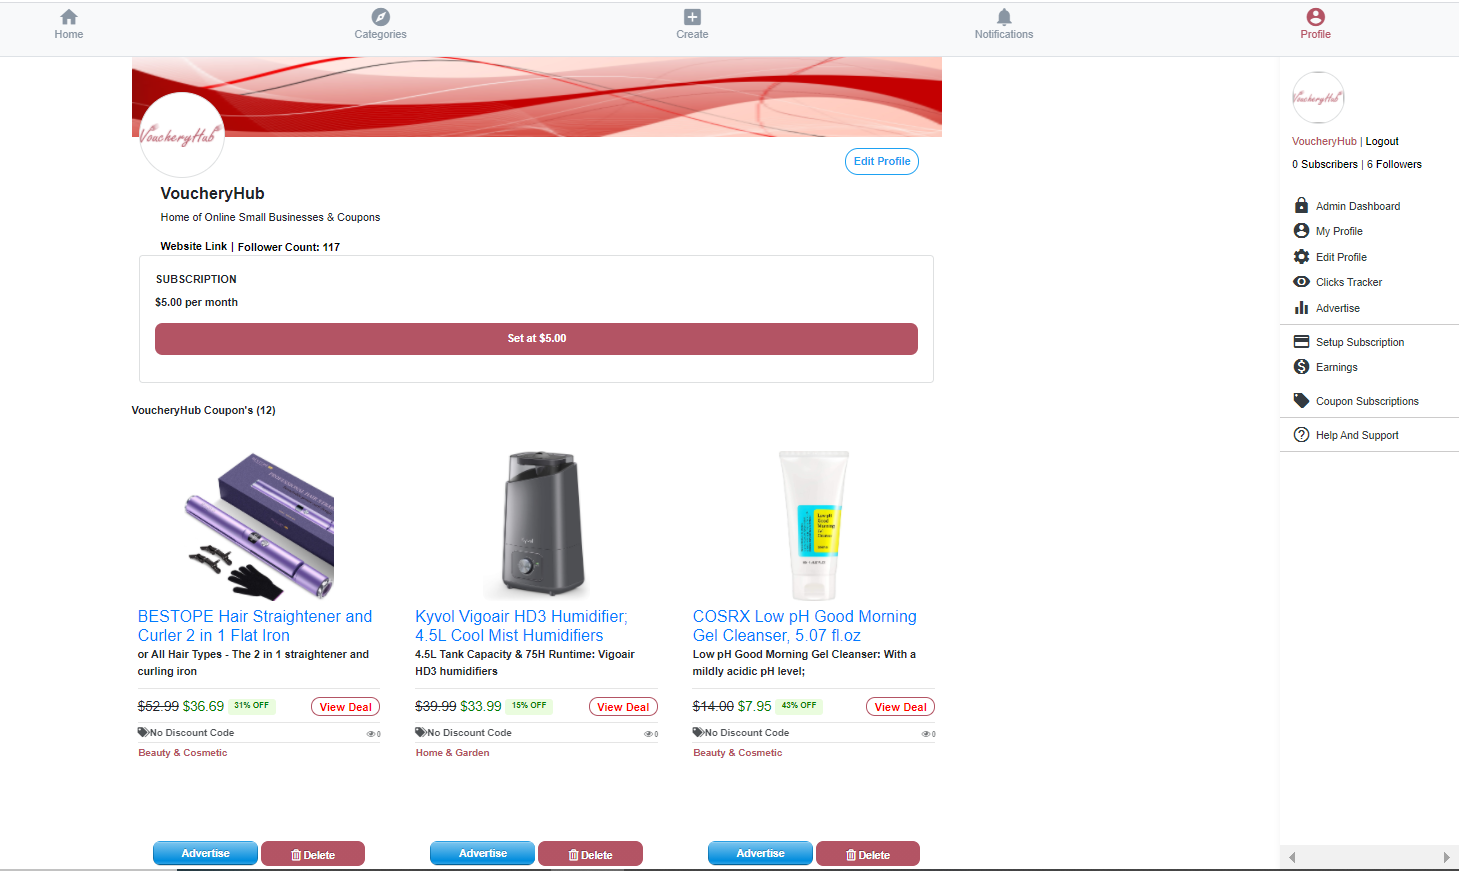 Home
Categories
Create
Notifications
Profile
VoucheryHub
VoucheryHub
Edit Profile
VoucheryHub | Logout
0 Subscribers | 6 Followers
VoucheryHub
Home of Online Small Businesses & Coupons
Website Link | Follower Count: 117
Admin Dashboard
My Profile
Edit Profile
Clicks Tracker
Advertise
Setup Subscription
Earnings
Coupon Subscriptions
Help And Support
SUBSCRIPTION
$5.00 per month
Set at $5.00
VoucheryHub Coupon's (12)
Low pH
Good
Morning
Gel
Cleanser
BESTOPE Hair Straightener and
Curler 2 in 1 Flat Iron
or All Hair Types - The 2 in 1 straightener and
curling iron
$52.99 $36.69 31% OFF View Deal
No Discount Code 0
Beauty & Cosmetic
Advertise Delete
Kyvol Vigoair HD3 Humidifier;
4.5L Cool Mist Humidifiers
4.5L Tank Capacity & 75H Runtime: Vigoair
HD3 humidifiers
$39.99 $33.99 15% OFF View Deal
No Discount Code 0
Home & Garden
Advertise Delete
COSRX Low pH Good Morning
Gel Cleanser, 5.07 fl.oz
Low pH Good Morning Gel Cleanser: With a
mildly acidic pH level;
$14.00 $7.95 43% OFF View Deal
No Discount Code 0
Beauty & Cosmetic
Advertise Delete